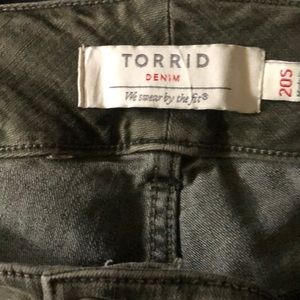 TORRID
DENIM
We swear by the fit®
20S